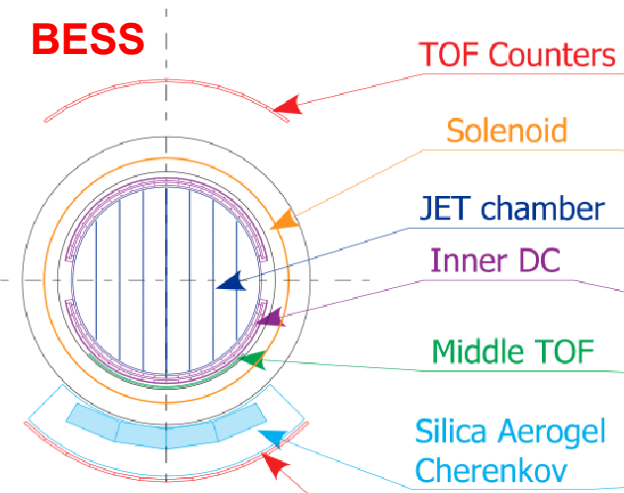 BESS
TOF Counters
Solenoid
JET chamber
Inner DC
Middle TOF
Silica Aerogel
Cherenkov